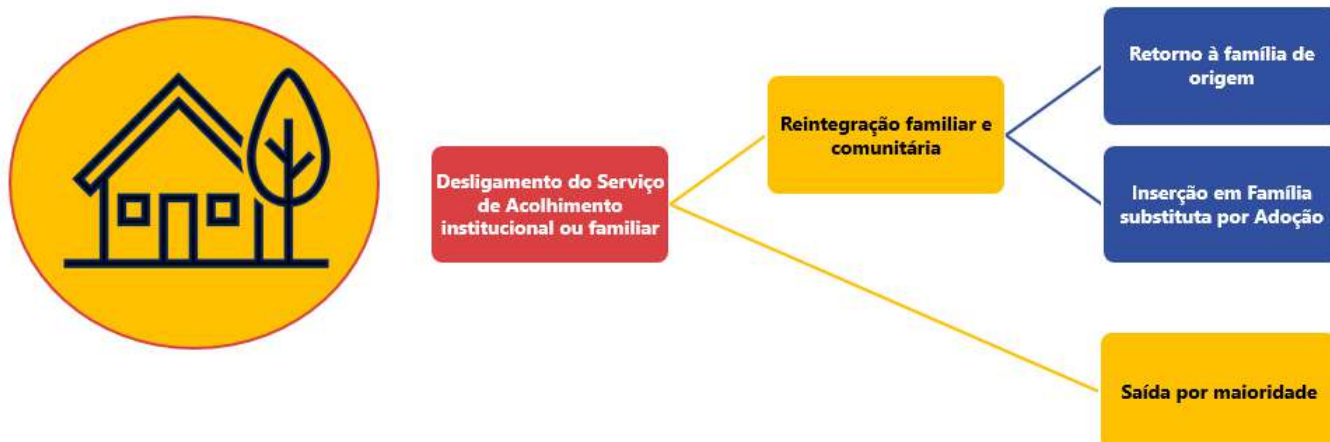 Retorno à família de
origem
Reintegração familiar e
comunitária
Desligamento do Serviço
de Acolhimento
institucional ou familiar
Inserção em Família
substituta por Adoção
Saída por maioridade